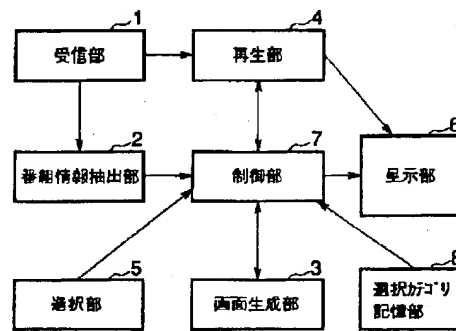 1
受信部
4
再生部
2
番組情報抽出部
7
制御部
6
呈示部
5
選択部
3
画面生成部
8
選択カテゴリ
記憶部